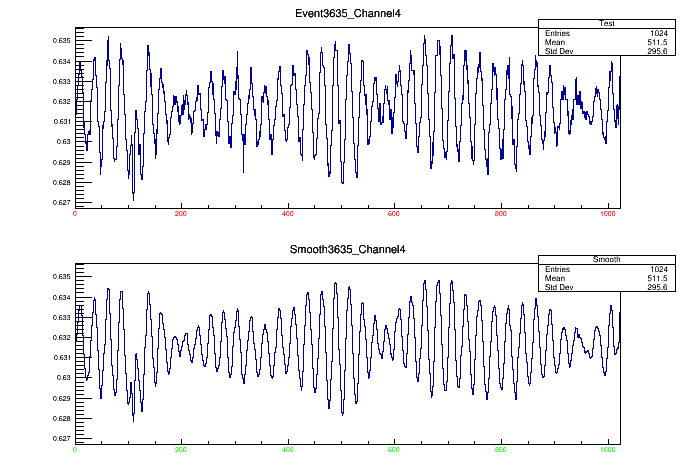 Event3635_Channel4
Test
Entries 1024
Mean 511.5
Std Dev 295.6
0.635
0.634
0.633
0.632
0.631
0.63
0.629
0.628
0.627
0 200 400 600 800 1000
Smooth3635_Channel4
Smooth
Entries 1024
Mean 511.5
Std Dev 295.6
0.635
0.634
0.633
0.632
0.631
0.63
0.629
0.628
0.627
0 200 400 600 800 1000